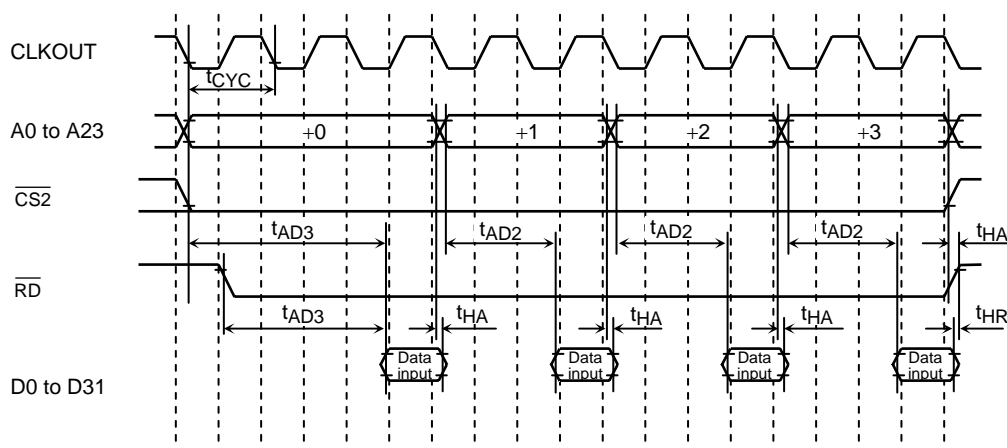 CLKOUT
tCYC
A0 to A23
+0
+1
+2
+3
CS2
tAD3
tAD2
tAD2
tAD2
tHA
RD
tAD3
tHA
tHA
tHA
tHR
D0 to D31
Data
input
Data
input
Data
input
Data
input